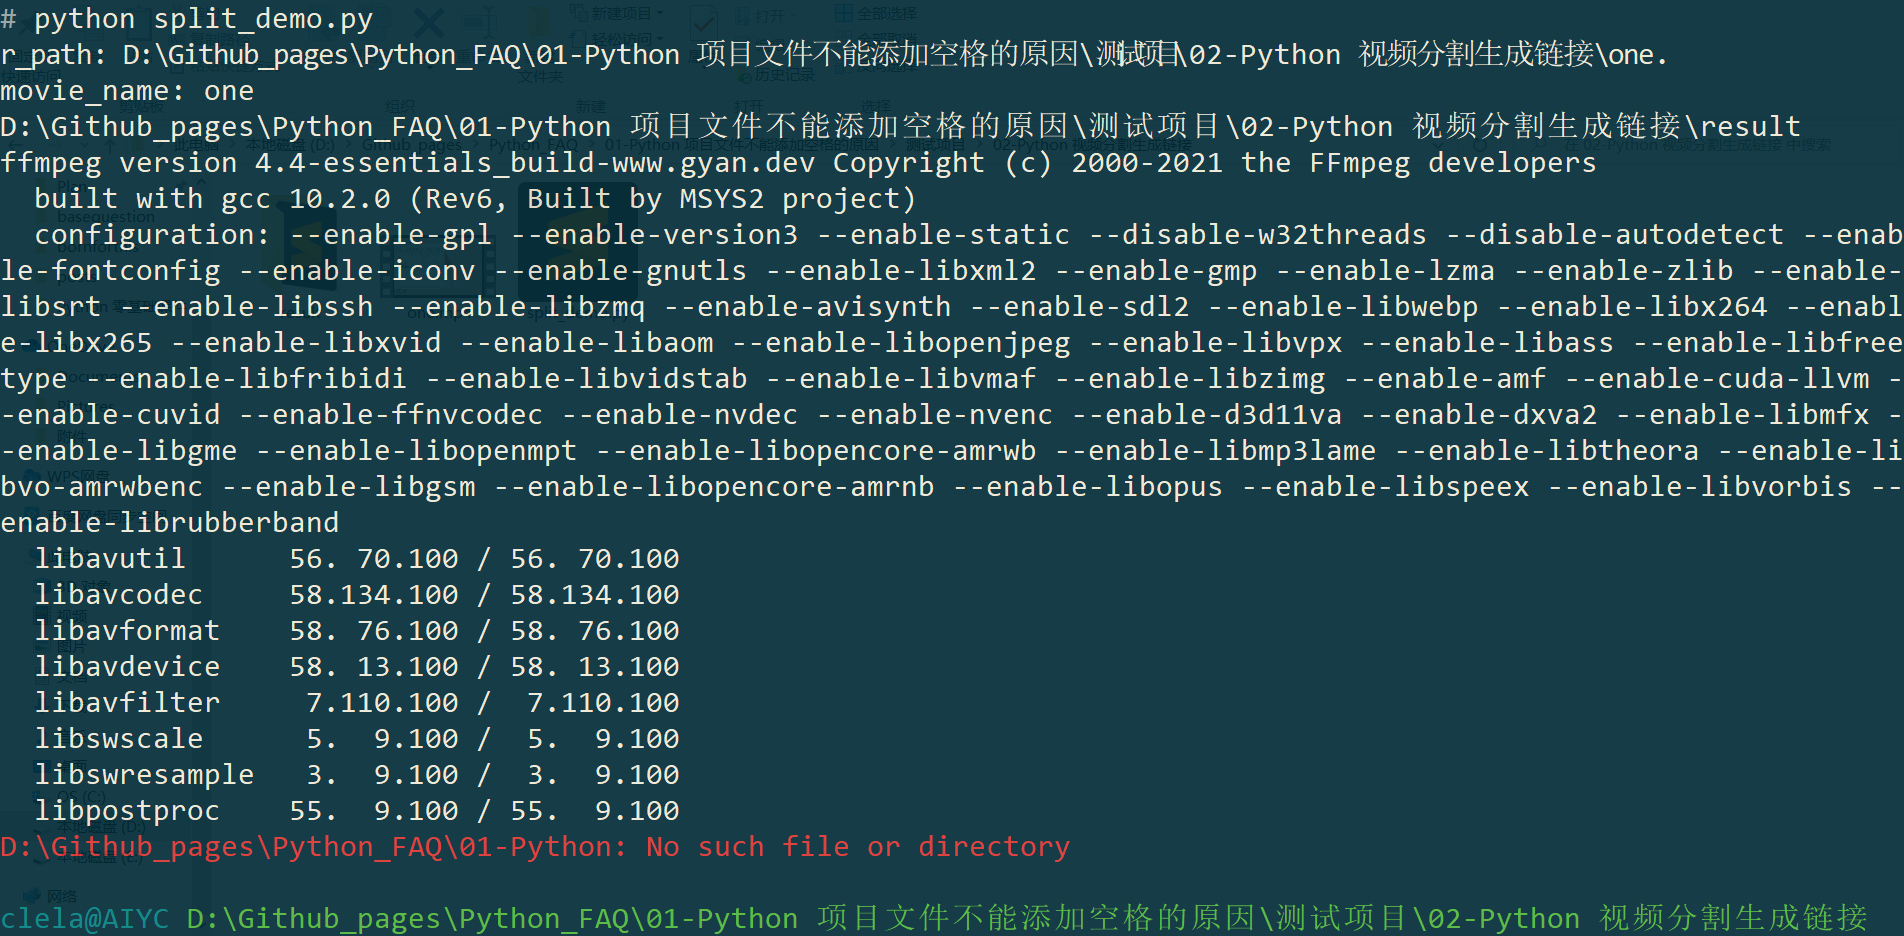 # python split_demo.py
r_path: D:\Github_pages\Python_FAQ\01-Python 项目文件不能添加空格的原因\测试项目\02-Python 视频分割生成链接\one.
movie_name: one
D:\Github_pages\Python_FAQ\01-Python 项目文件不能添加空格的原因\测试项目\02-Python 视频分割生成链接\result
ffmpeg version 4.4-essentials_build-www.gyan.dev Copyright (c) 2000-2021 the FFmpeg developers
  built with gcc 10.2.0 (Rev6, Built by MSYS2 project)
  configuration: --enable-gpl --enable-version3 --enable-static --disable-w32threads --disable-autodetect --enab
le-fontconfig --enable-iconv --enable-gnutls --enable-libxml2 --enable-gmp --enable-lzma --enable-zlib --enable-
libsrt --enable-libssh --enable-libzmq --enable-avisynth --enable-sdl2 --enable-libwebp --enable-libx264 --enabl
e-libx265 --enable-libxvid --enable-libaom --enable-libopenjpeg --enable-libvpx --enable-libass --enable-libfree
type --enable-libfribidi --enable-libvidstab --enable-libvmaf --enable-libzimg --enable-amf --enable-cuda-llvm -
-enable-cuvid --enable-ffnvcodec --enable-nvdec --enable-nvenc --enable-d3d11va --enable-dxva2 --enable-libmfx -
-enable-libgme --enable-libopenmpt --enable-libopencore-amrwb --enable-libmp3lame --enable-libtheora --enable-li
bvo-amrwbenc --enable-libgsm --enable-libopencore-amrnb --enable-libopus --enable-libspeex --enable-libvorbis --
enable-librubberband
  libavutil      56. 70.100 / 56. 70.100
  libavcodec     58.134.100 / 58.134.100
  libavformat    58. 76.100 / 58. 76.100
  libavdevice    58. 13.100 / 58. 13.100
  libavfilter     7.110.100 /  7.110.100
  libswscale      5.  9.100 /  5.  9.100
  libswresample   3.  9.100 /  3.  9.100
  libpostproc    55.  9.100 / 55.  9.100
D:\Github_pages\Python_FAQ\01-Python: No such file or directory
clela@AIYC D:\Github_pages\Python_FAQ\01-Python 项目文件不能添加空格的原因\测试项目\02-Python 视频分割生成链接